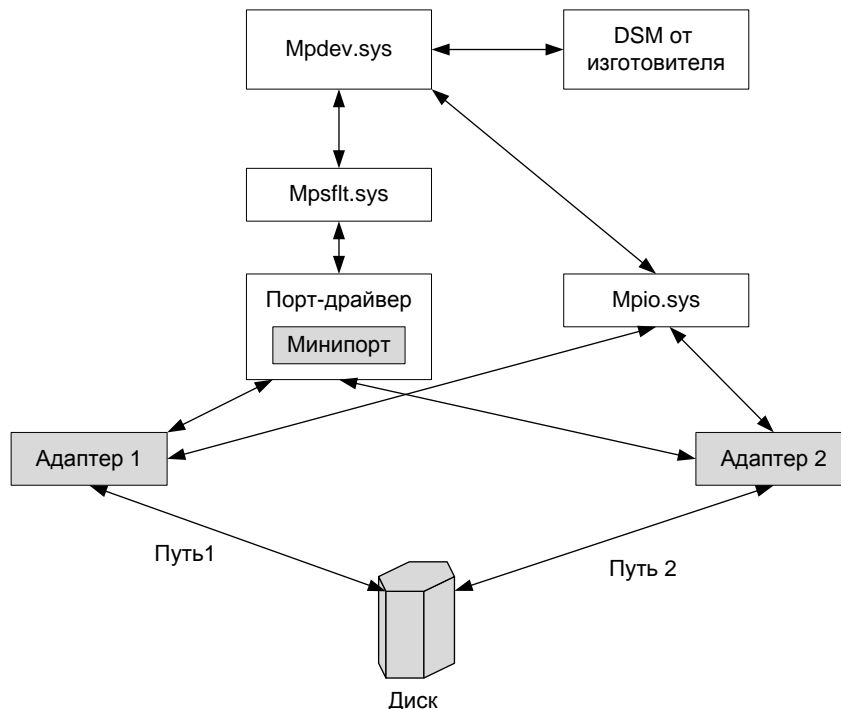 Mpdev.sys
DSM от
изготовителя
Mpsflt.sys
Порт-драйвер
Минипорт
Mpio.sys
Адаптер 1
Адаптер 2
Путь1
Путь 2
Диск